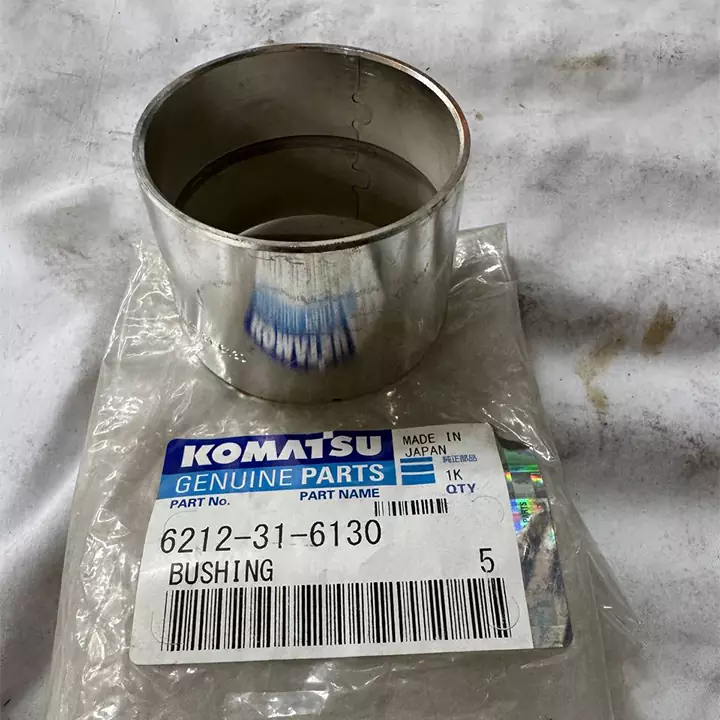 KOMATSU
GENUINE PARTS
MADE IN
JAPAN
純正部品
1K
QTY
PART No.
PART NAME
6212-31-6130
BUSHING
5
PARTS